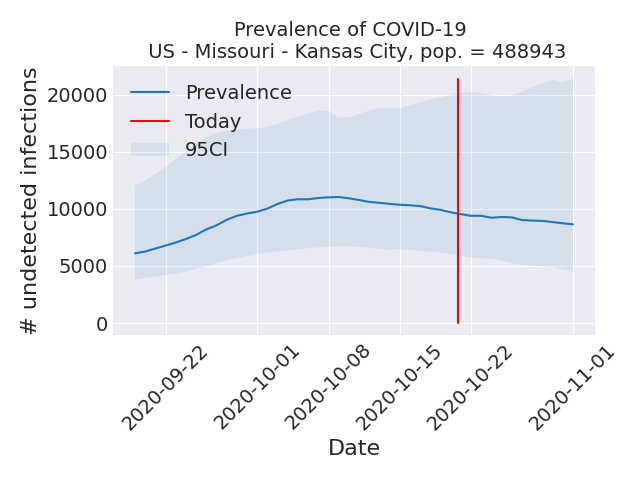 Prevalence of COVID-19
US - Missouri - Kansas City, pop. = 488943
# undetected infections
20000
15000
10000
5000
0
Prevalence
Today
95CI
2020-09-22
2020-10-01
2020-10-08
2020-10-15
2020-10-22
2020-11-01
Date